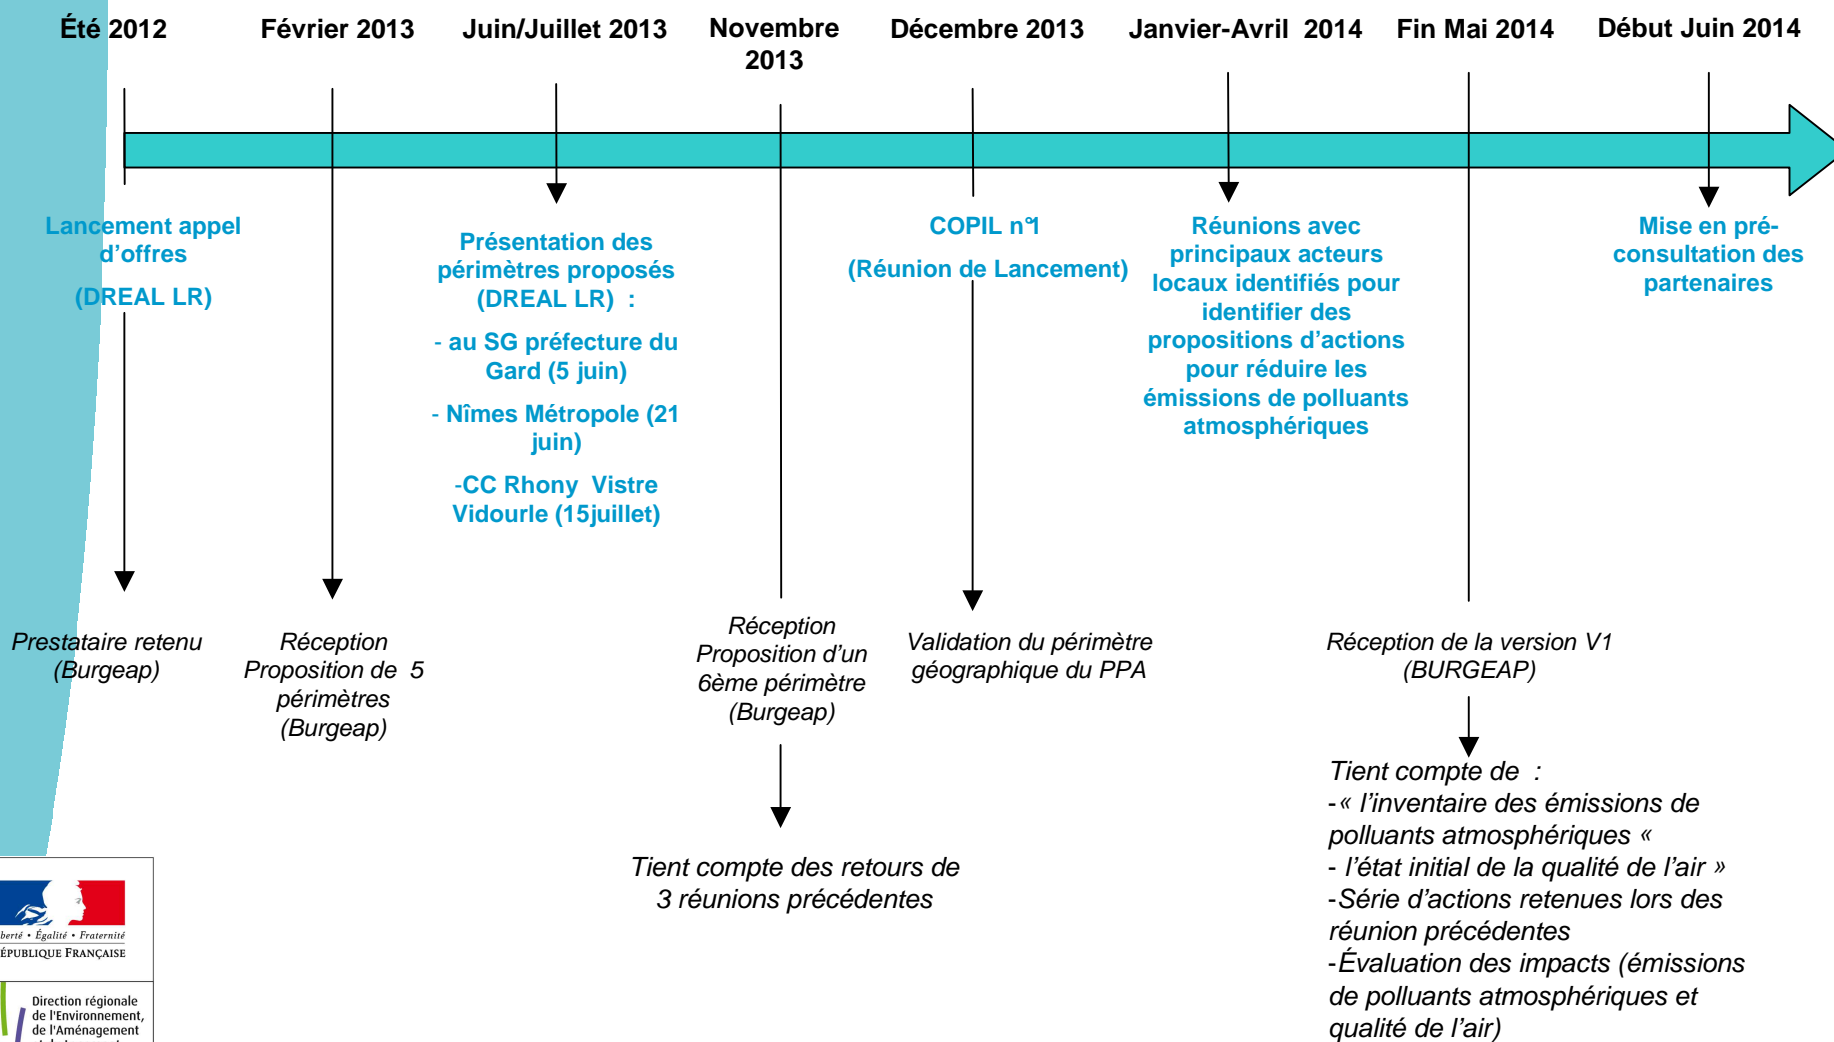 Été 2012
Février 2013
Juin/Juillet 2013
Novembre
2013
Décembre 2013
Janvier-Avril 2014
Fin Mai 2014
Début Juin 2014
Lancement appel
d’offres
(DREAL LR)
Présentation des
périmètres proposés
(DREAL LR) :
- au SG préfecture du
Gard (5 juin)
- Nîmes Métropole (21
juin)
-CC Rhony Vistre
Vidourle (15juillet)
COPIL n°1
(Réunion de Lancement)
Réunions avec
principaux acteurs
locaux identifiés pour
identifier des
propositions d’actions
pour réduire les
émissions de polluants
atmosphériques
Mise en pré-
consultation des
partenaires
Prestataire retenu
(Burgeap)
Réception
Proposition de 5
périmètres
(Burgeap)
Réception
Proposition d’un
6ème périmètre
(Burgeap)
Validation du périmètre
géographique du PPA
Réception de la version V1
(BURGEAP)
Tient compte des retours de
3 réunions précédentes
Tient compte de :
-« l’inventaire des émissions de
polluants atmosphériques «
- l’état initial de la qualité de l’air »
-Série d’actions retenues lors des
réunion précédentes
-Évaluation des impacts (émissions
de polluants atmosphériques et
qualité de l’air)
berté • Égalité • Fraternité
ÉPUBLIQUE FRANÇAISE
Direction régionale
de l'Environnement,
de l'Aménagement